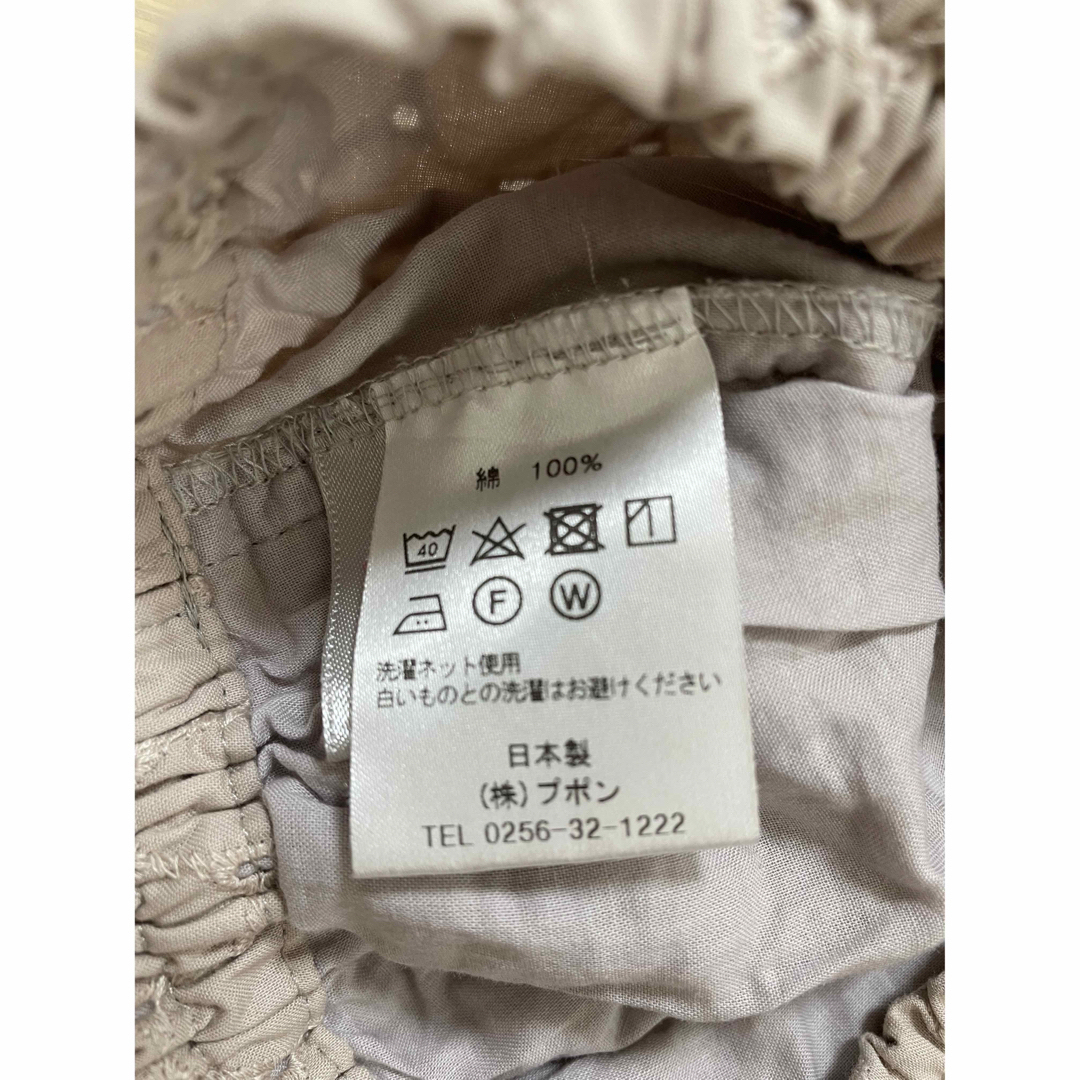 綿 100%
40
F W
洗濯ネット使用
白いものとの洗濯はお避けください
日本製
(株)プポン
TEL 0256-32-1222